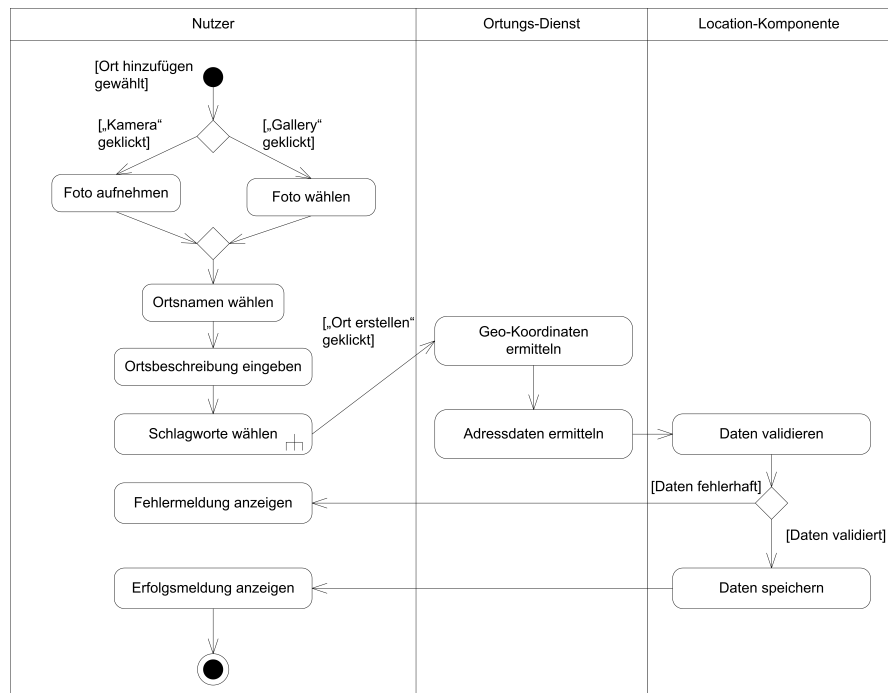 Nutzer
Ortungs-Dienst
Location-Komponente
[Ort hinzufügen
gewählt]
[„Kamera“
geklickt]
[„Gallery“
geklickt]
Foto aufnehmen
Foto wählen
Ortsnamen wählen
[„Ort erstellen“
geklickt]
Geo-Koordinaten
ermitteln
Ortsbeschreibung eingeben
Schlagworte wählen
Adressdaten ermitteln
Daten validieren
[Daten fehlerhaft]
Fehlermeldung anzeigen
[Daten validiert]
Erfolgsmeldung anzeigen
Daten speichern